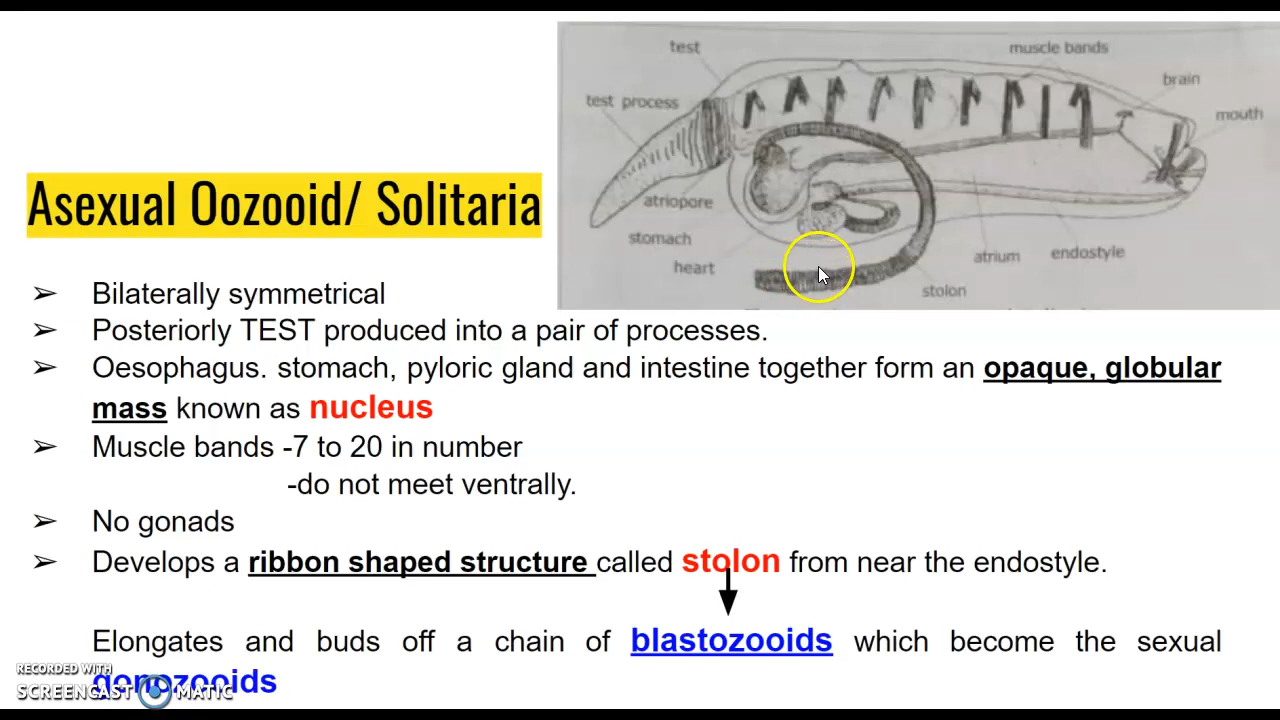 test
muscle bands
brain
test process
mouth
Asexual Oozooid/ Solitaria
atriopore
stomach
heart
atrium
endostyle
stolon
➢ Bilaterally symmetrical
➢ Posteriorly TEST produced into a pair of processes.
➢ Oesophagus. stomach, pyloric gland and intestine together form an opaque, globular
mass known as nucleus
➢ Muscle bands -7 to 20 in number
-do not meet ventrally.
➢ No gonads
➢ Develops a ribbon shaped structure called stolon from near the endostyle.
Elongates and buds off a chain of blastozooids which become the sexual
gonozooids
RECORDED WITH
SCREENCAST MATIC